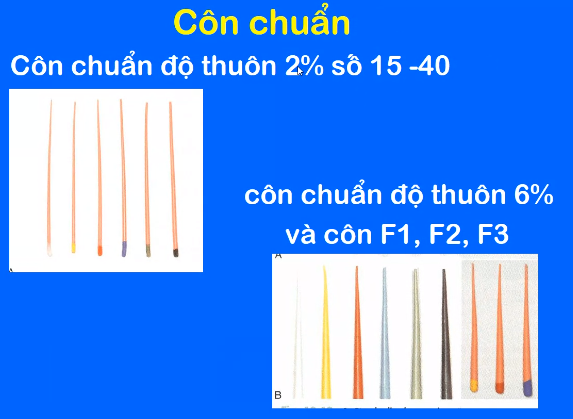 Côn chuẩn
Côn chuẩn độ thuôn 2% số 15 -40
côn chuẩn độ thuôn 6%
và côn F1, F2, F3
A
B